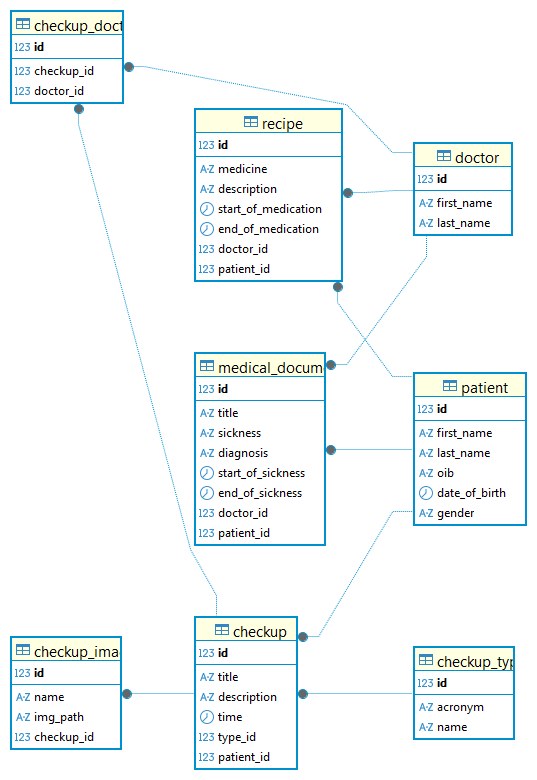 checkup_doct
123 id
123 checkup_id
123 doctor_id
recipe
123 id
A-Z medicine
A-Z description
start_of_medication
end_of_medication
123 doctor_id
123 patient_id
doctor
123 id
A-Z first_name
A-Z last_name
medical_docum
123 id
A-Z title
A-Z sickness
A-Z diagnosis
start_of_sickness
end_of_sickness
123 doctor_id
123 patient_id
patient
123 id
A-Z first_name
A-Z last_name
A-Z oib
date_of_birth
A-Z gender
checkup_ima
123 id
A-Z name
A-Z img_path
123 checkup_id
checkup
123 id
A-Z title
A-Z description
time
123 type_id
123 patient_id
checkup_typ
123 id
A-Z acronym
A-Z name